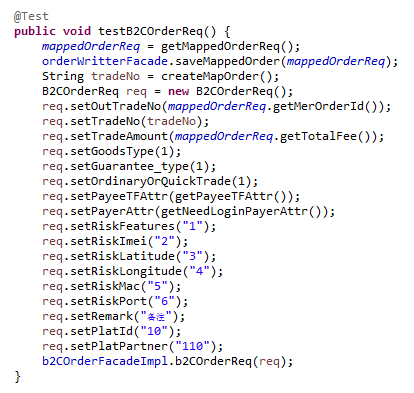 @Test
public void testB2COrderReq() {
    mappedOrderReq = getMappedOrderReq();
    orderWritterFacade.saveMappedOrder(mappedOrderReq);
    String tradeNo = createMapOrder();
    B2COrderReq req = new B2COrderReq();
    req.setOutTradeNo(mappedOrderReq.getMerOrderId());
    req.setTradeNo(tradeNo);
    req.setTradeAmount(mappedOrderReq.getTotalFee());
    req.setGoodsType(1);
    req.setGuarantee_type(1);
    req.setOrdinaryOrQuickTrade(1);
    req.setPayeeTFAttr(getPayeeTFAttr());
    req.setPayerAttr(getNeedLoginPayerAttr());
    req.setRiskFeatures("1");
    req.setRiskImei("2");
    req.setRiskLatitude("3");
    req.setRiskLongitude("4");
    req.setRiskMac("5");
    req.setRiskPort("6");
    req.setRemark("备注");
    req.setPlatId("10");
    req.setPlatPartner("110");
    b2COrderFacadeImpl.b2COrderReq(req);
}